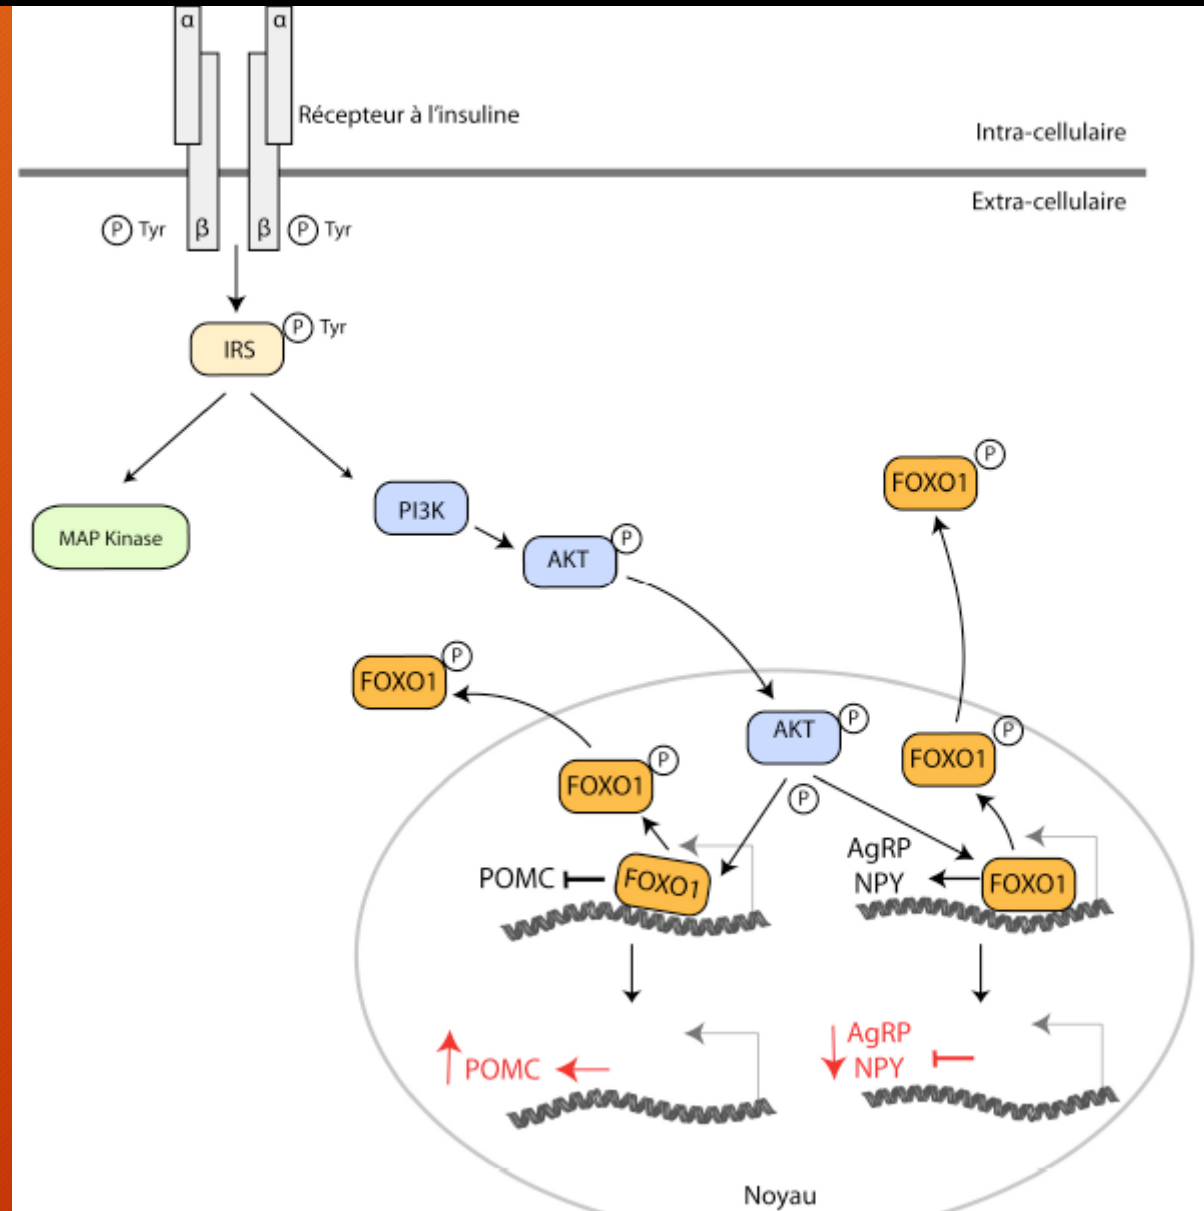 α α
Récepteur à l'insuline
Intra-cellulaire
Extra-cellulaire
P Tyr β β P Tyr
P Tyr
IRS
P
FOXO1
PI3K
MAP Kinase
P
AKT
P
FOXO1
P
AKT
P
FOXO1
P
FOXO1
P
AgRP
NPY
POMC
FOXO1
FOXO1
AgRP
NPY
POMC
Noyau